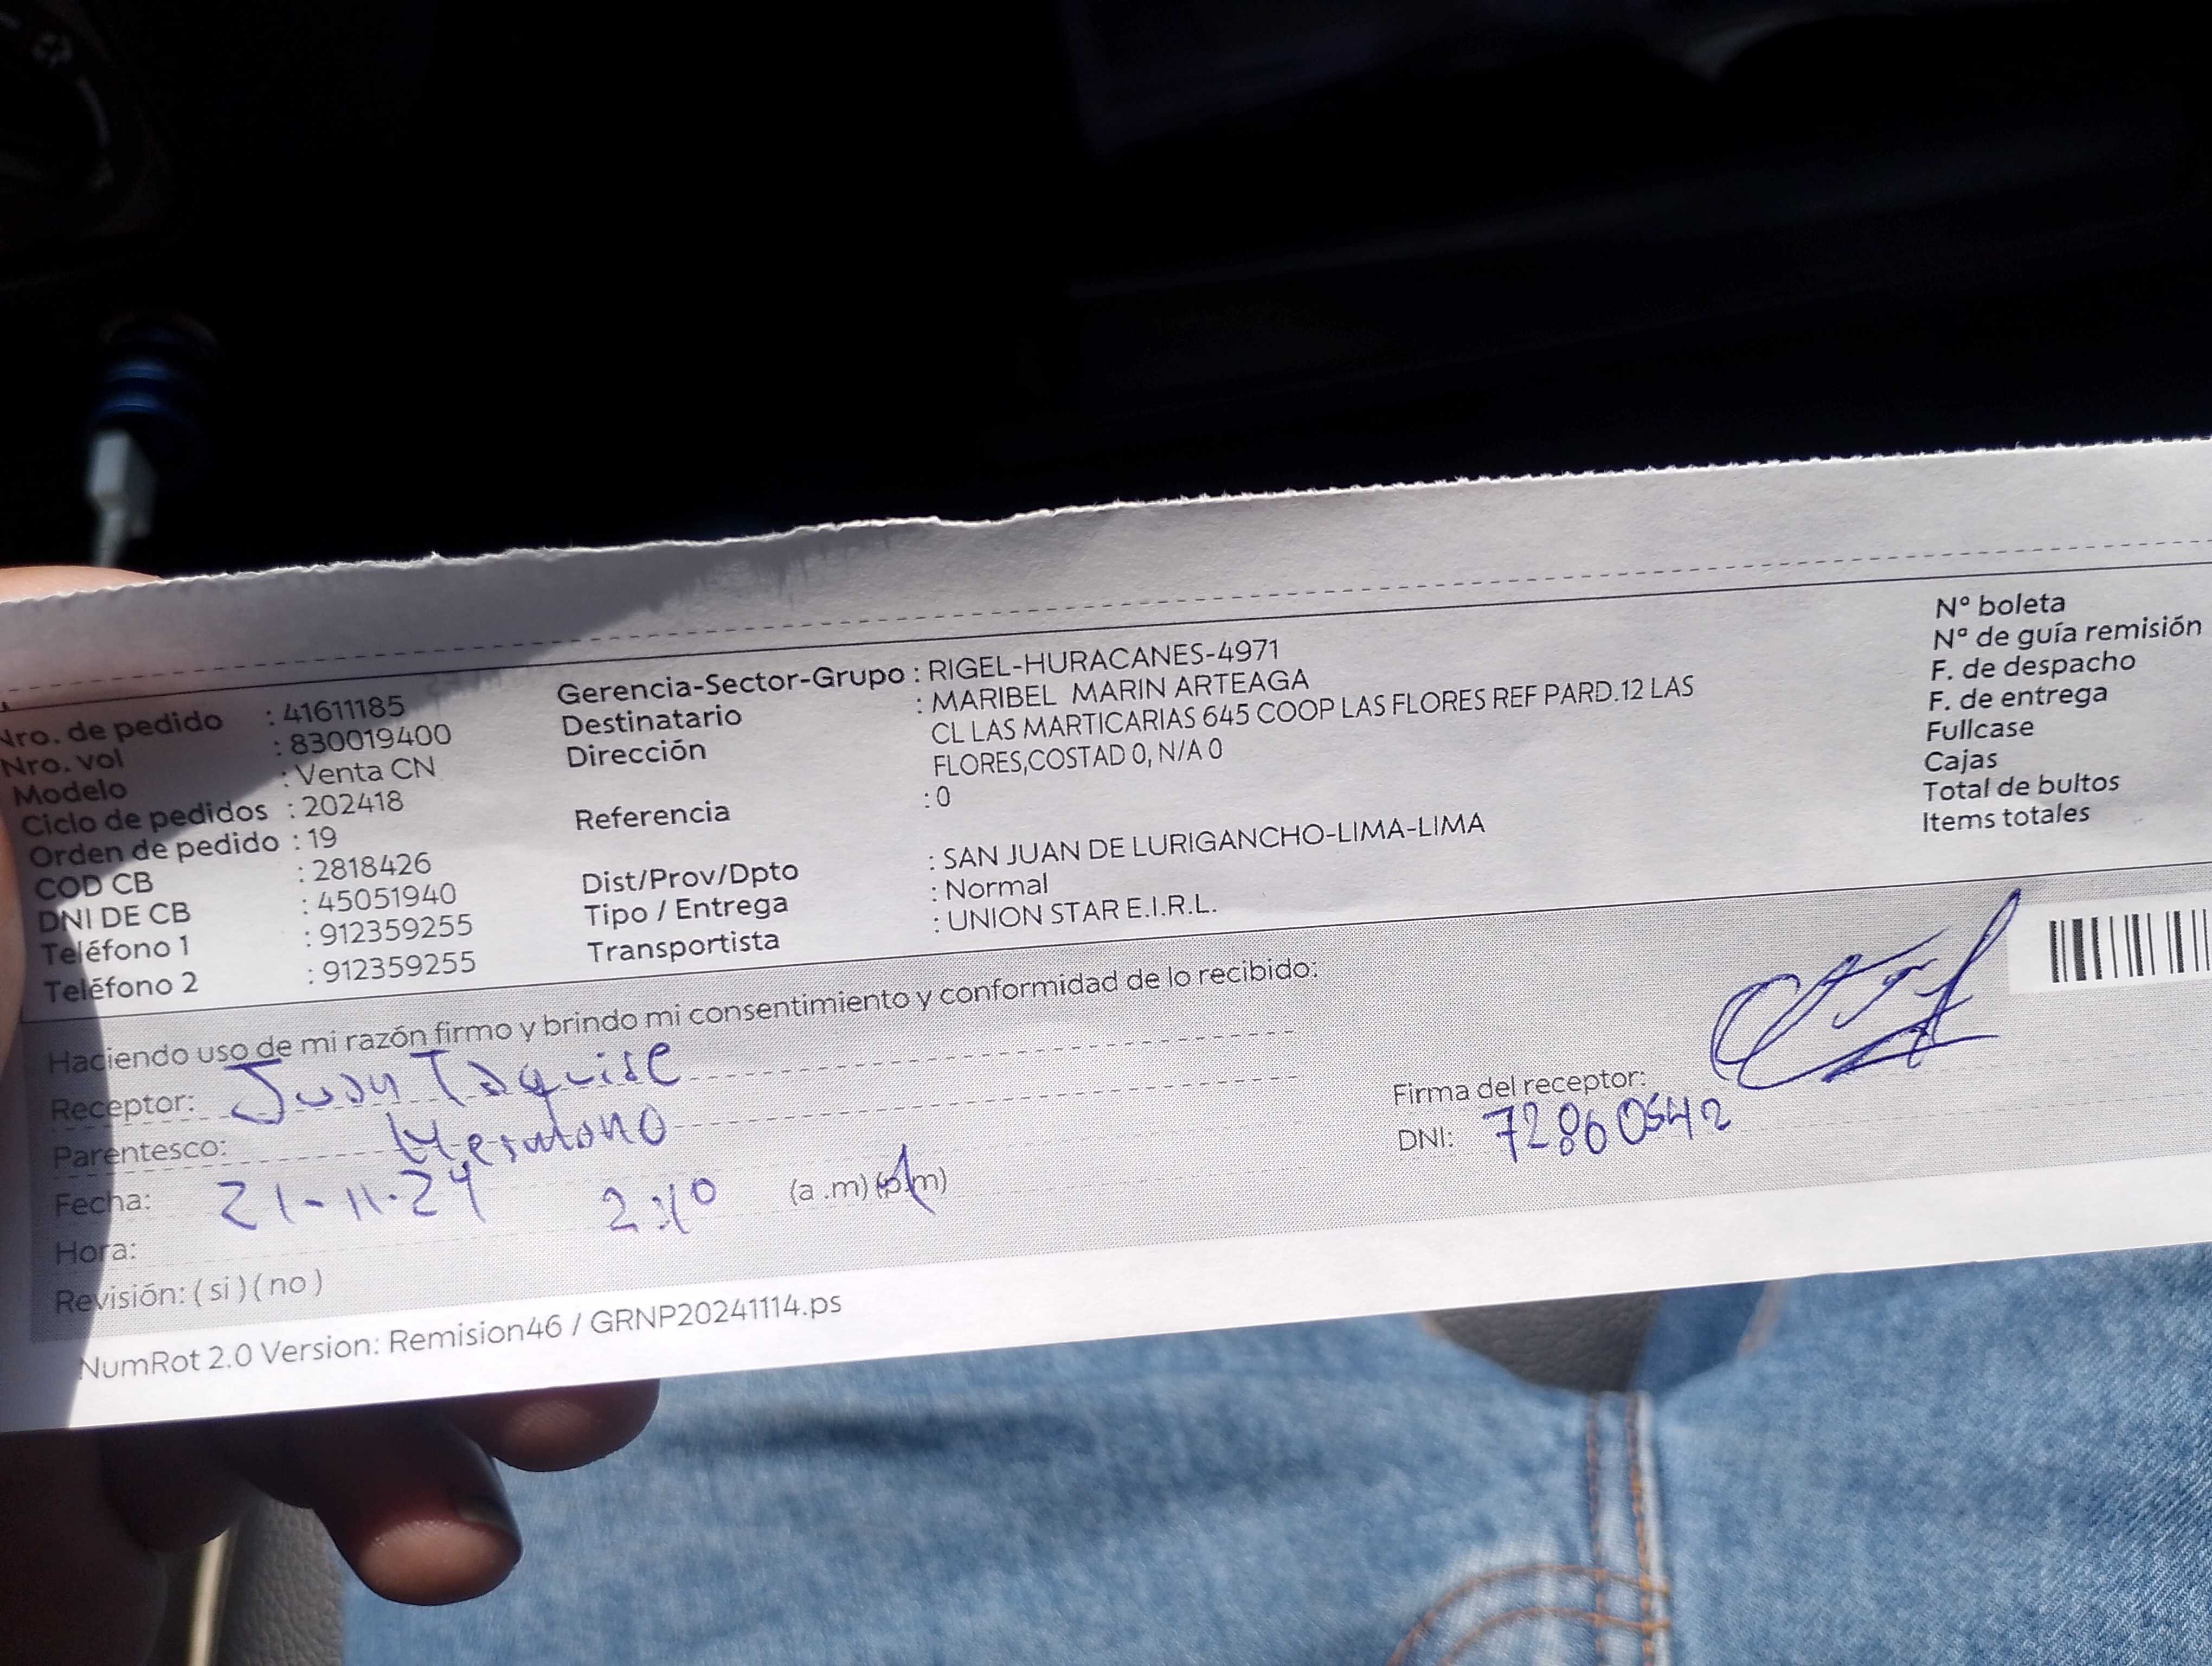 Nro. de pedido : 41611185
Nro. vol : 830019400
Modelo : Venta CN
Ciclo de pedidos : 202418
Orden de pedido : 19
COD CB : 2818426
DNI DE CB : 45051940
Teléfono 1 : 912359255
Teléfono 2 : 912359255
Gerencia-Sector-Grupo : RIGEL-HURACANES-4971
Destinatario : MARIBEL MARIN ARTEAGA
Dirección CL LAS MARTICARIAS 645 COOP LAS FLORES REF PARD.12 LAS
FLORES,COSTAD 0, N/A 0
Referencia : 0
Dist/Prov/Dpto : SAN JUAN DE LURIGANCHO-LIMA-LIMA
Tipo / Entrega : Normal
Transportista : UNION STAR E.I.R.L.
N° boleta
N° de guía remisión
F. de despacho
F. de entrega
Fullcase
Cajas
Total de bultos
Items totales
Haciendo uso de mi razón firmo y brindo mi consentimiento y conformidad de lo recibido:
Receptor: Juan Taquise
Parentesco: Hermano
Fecha: 21-11-24 2:10 (a .m) (p.m)
Hora:
Revisión: ( si ) ( no )
Firma del receptor:
DNI: 72860542
NumRot 2.0 Version: Remision46 / GRNP20241114.ps